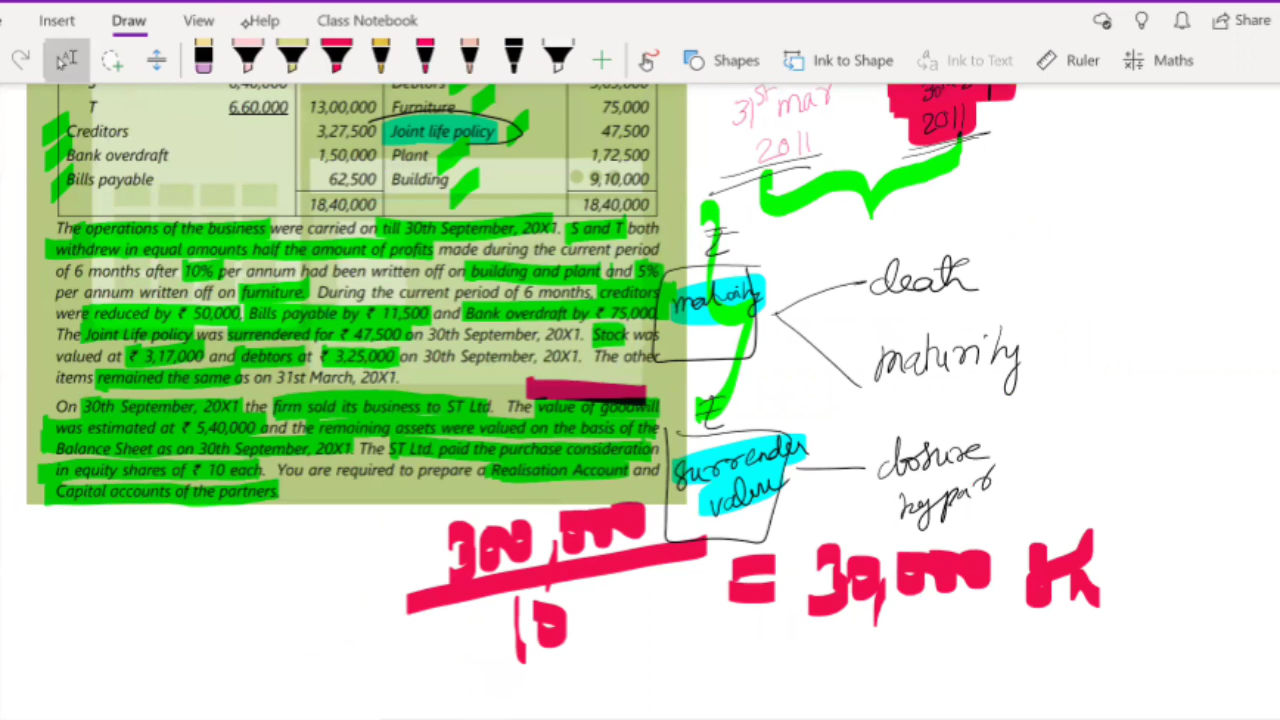 Insert Draw View Help Class Notebook Share
Shapes Ink to Shape Ink to Text Ruler Maths
T 6,60,000 13,00,000 Furniture 75,000
Creditors 3,27,500 Joint life policy 47,500
Bank overdraft 1,50,000 Plant 1,72,500
Bills payable 62,500 Building 9,10,000
18,40,000 18,40,000
The operations of the business were carried on till 30th September, 20X1. S and T both
withdrew in equal amounts half the amount of profits made during the current period
of 6 months after 10% per annum had been written off on building and plant and 5%
per annum written off on furniture. During the current period of 6 months, creditors
were reduced by ₹ 50,000, Bills payable by ₹ 11,500 and Bank overdraft by ₹ 75,000.
The Joint Life policy was surrendered for ₹ 47,500 on 30th September, 20X1. Stock was
valued at ₹ 3,17,000 and debtors at ₹ 3,25,000 on 30th September, 20X1. The other
items remained the same as on 31st March, 20X1.
On 30th September, 20X1 the firm sold its business to ST Ltd. The value of goodwill
was estimated at ₹ 5,40,000 and the remaining assets were valued on the basis of the
Balance Sheet as on 30th September, 20X1. The ST Ltd. paid the purchase consideration
in equity shares of ₹ 10 each. You are required to prepare a Realisation Account and
Capital accounts of the partners.
31st mar
2011
2011
₹
maturity
death
maturity
₹
surrender
value
closure
300,000
10
= 30,000